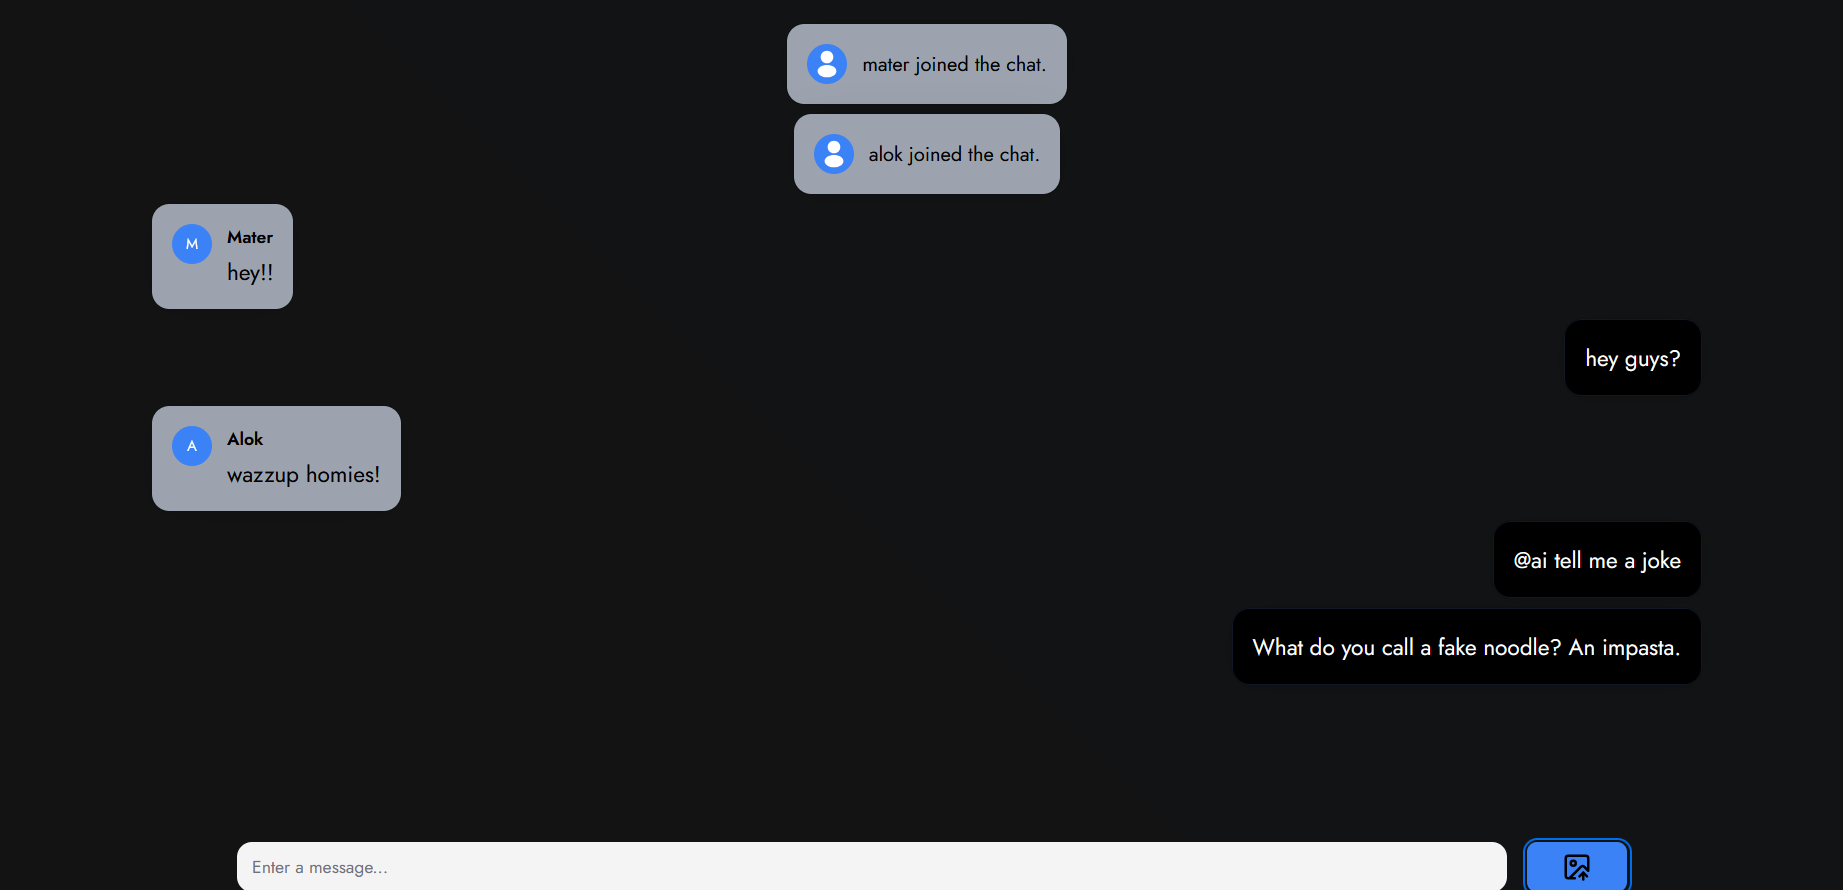 mater joined the chat.
alok joined the chat.
M
Mater
hey!!
hey guys?
A
Alok
wazzup homies!
@ai tell me a joke
What do you call a fake noodle? An impasta.
Enter a message...